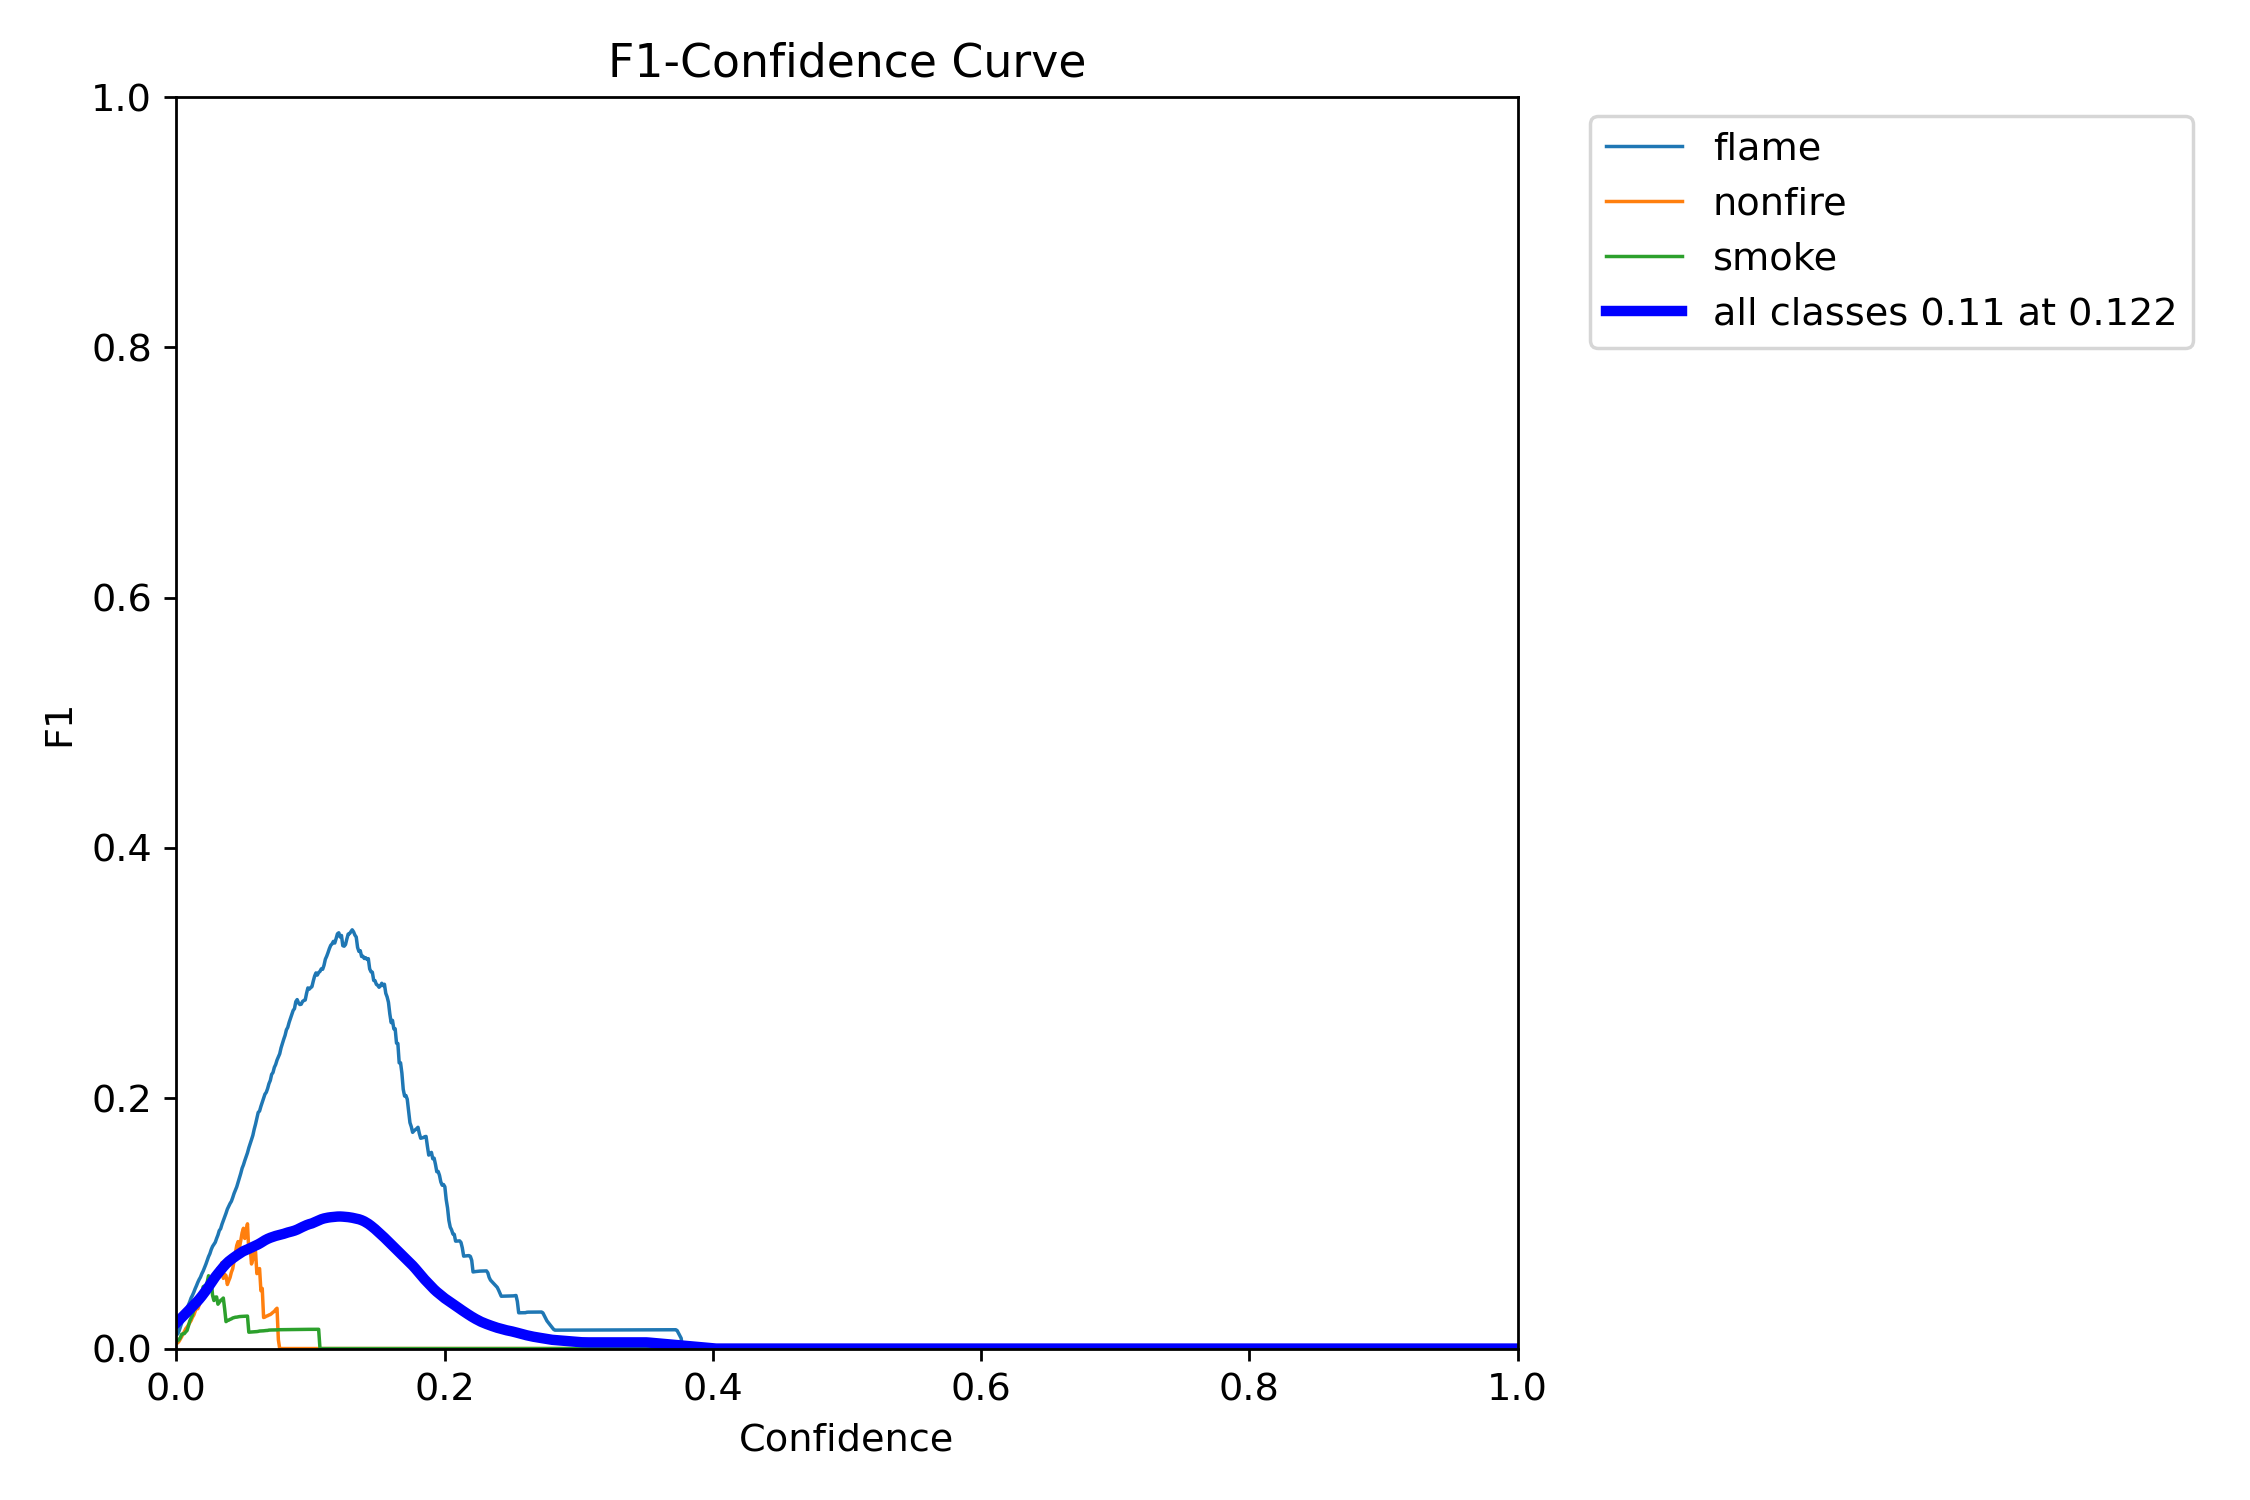 F1-Confidence Curve
1.0
0.8
0.6
0.4
0.2
0.0
F1
0.0 0.2 0.4 0.6 0.8 1.0
Confidence
flame
nonfire
smoke
all classes 0.11 at 0.122